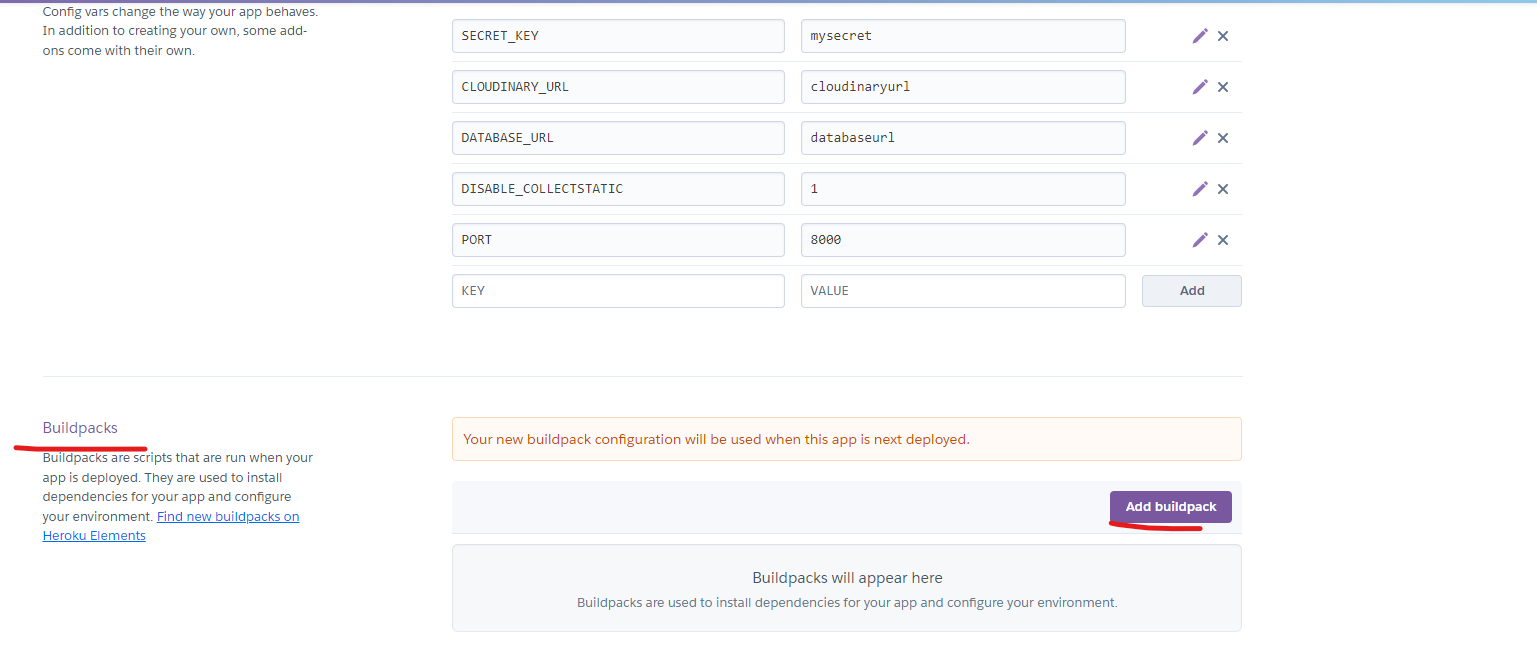 Config vars change the way your app behaves.
In addition to creating your own, some add-
ons come with their own.
SECRET_KEY mysecret
CLOUDINARY_URL cloudinaryurl
DATABASE_URL databaseurl
DISABLE_COLLECTSTATIC 1
PORT 8000
KEY VALUE Add
Buildpacks
Buildpacks are scripts that are run when your
app is deployed. They are used to install
dependencies for your app and configure
your environment. Find new buildpacks on
Heroku Elements
Your new buildpack configuration will be used when this app is next deployed.
Add buildpack
Buildpacks will appear here
Buildpacks are used to install dependencies for your app and configure your environment.